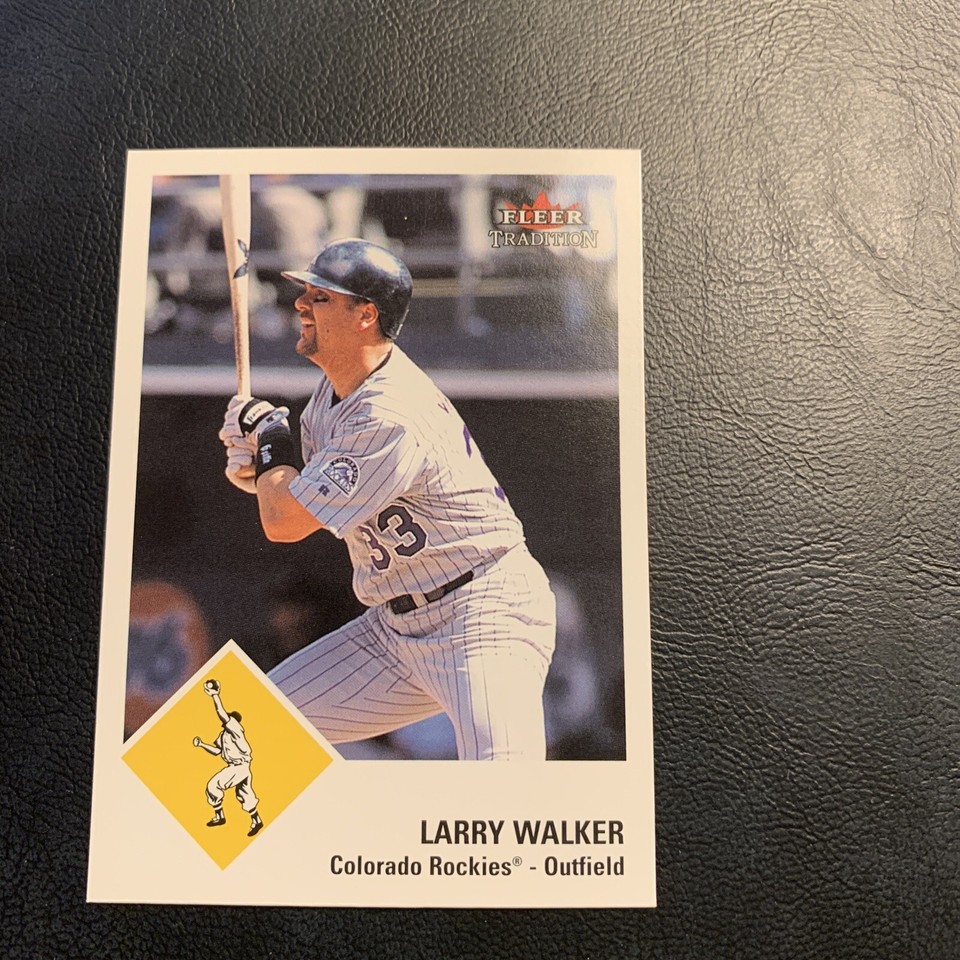 FLEER
TRADITION
33
LARRY WALKER
Colorado Rockies® - Outfield